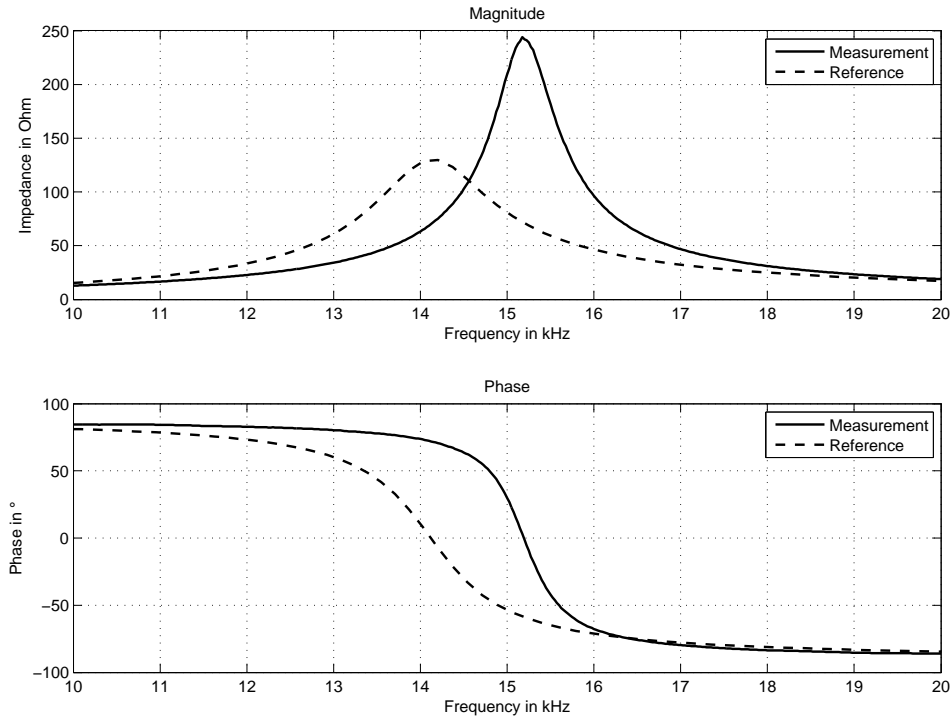 Magnitude
250
200
150
100
50
0
Impedance in Ohm
Measurement
Reference
10 11 12 13 14 15 16 17 18 19 20
Frequency in kHz
Phase
100
50
0
−50
−100
Phase in °
Measurement
Reference
10 11 12 13 14 15 16 17 18 19 20
Frequency in kHz